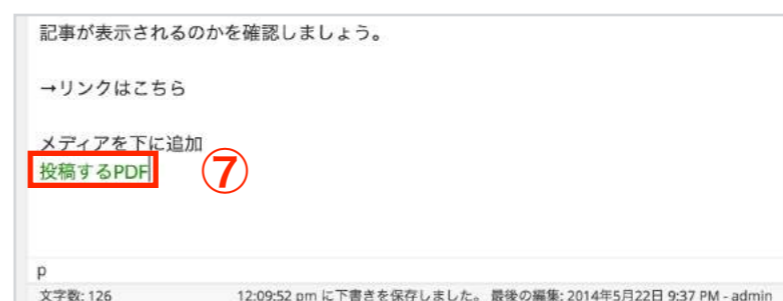 記事が表示されるのかを確認しましょう。
→リンクはこちら
メディアを下に追加
投稿するPDF
⑦
p
文字数: 126 12:09:52 pm に下書きを保存しました。 最後の編集: 2014年5月22日 9:37 PM - admin